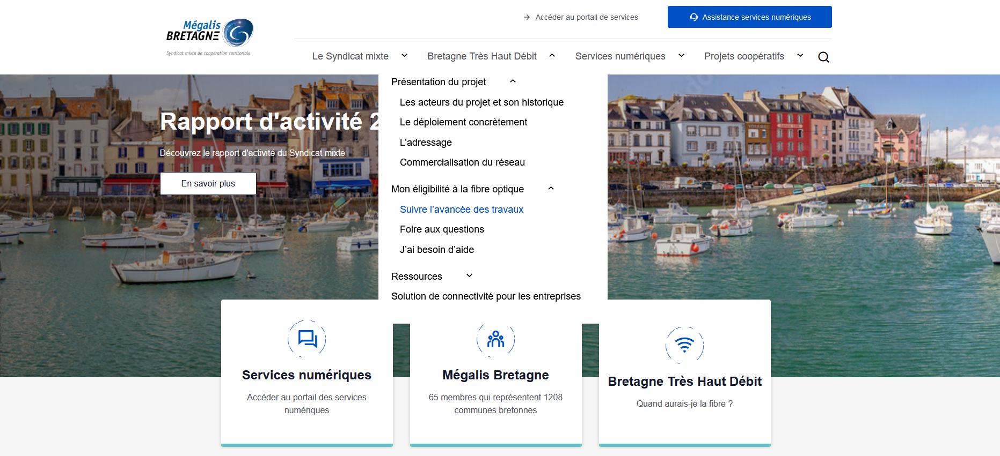 → Accéder au portail de services
Assistance services numériques
Mégalis
BRETAGNE
Syndicat mixte de coopération territoriale
Le Syndicat mixte
Bretagne Très Haut Débit
Services numériques
Projets coopératifs
Présentation du projet
Les acteurs du projet et son historique
Le déploiement concrètement
L’adressage
Commercialisation du réseau
Mon éligibilité à la fibre optique
Suivre l’avancée des travaux
Foire aux questions
J’ai besoin d’aide
Ressources
Solution de connectivité pour les entreprises
Rapport d'activité 2
Découvrez le rapport d'activité du Syndicat mixte
En savoir plus
Services numériques
Accéder au portail des services
numériques
Mégalis Bretagne
65 membres qui représentent 1208
communes bretonnes
Bretagne Très Haut Débit
Quand aurais-je la fibre ?